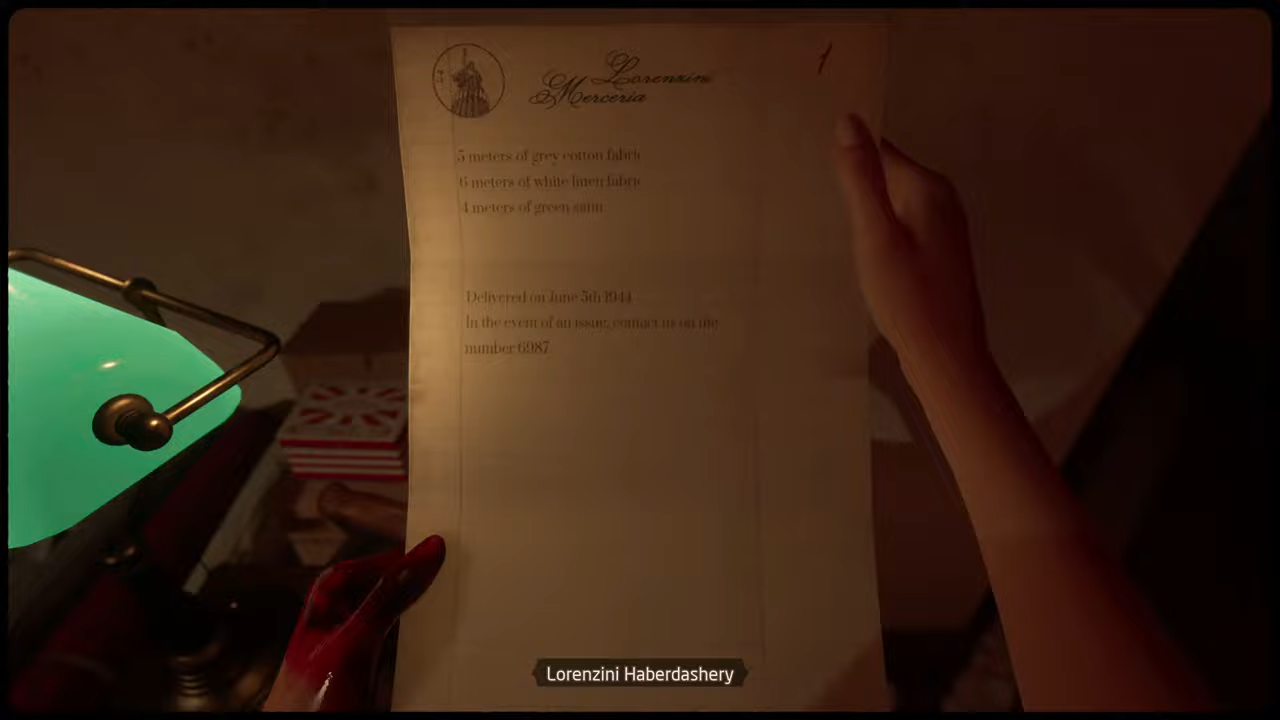 1
Lorenzini
Merceria
5 meters of grey cotton fabric
6 meters of white linen fabric
4 meters of green satin
Delivered on June 5th 1944
In the event of an issue, contact us on the
number 6987
Lorenzini Haberdashery